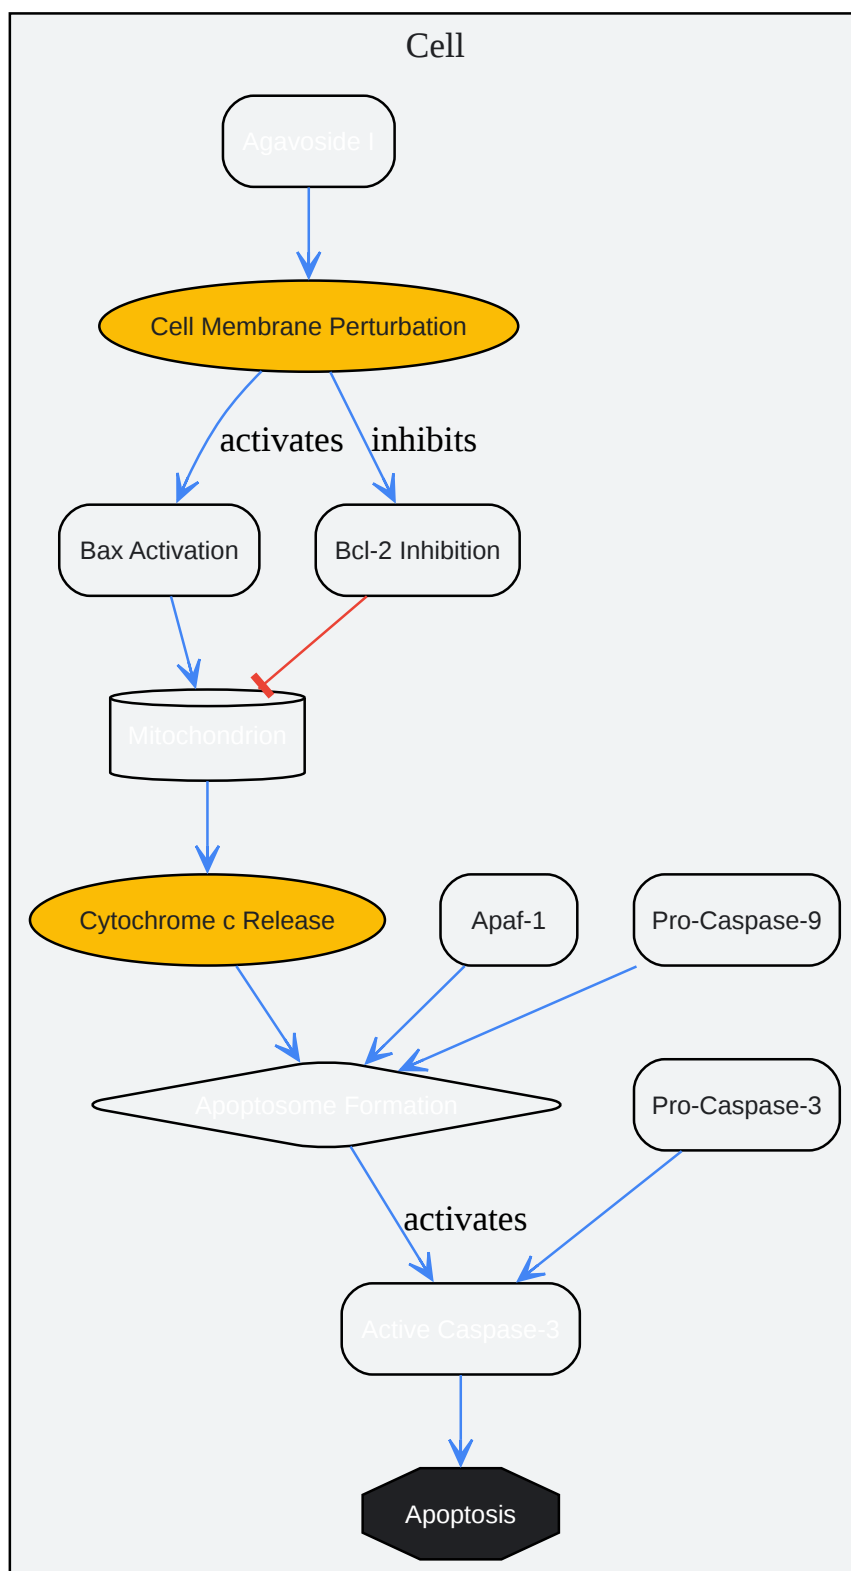 Cell
Agavoside I
Cell Membrane Perturbation
activates
inhibits
Bax Activation
Bcl-2 Inhibition
Mitochondrion
Cytochrome c Release
Apaf-1
Pro-Caspase-9
Apoptosome Formation
Pro-Caspase-3
activates
Active Caspase-3
Apoptosis